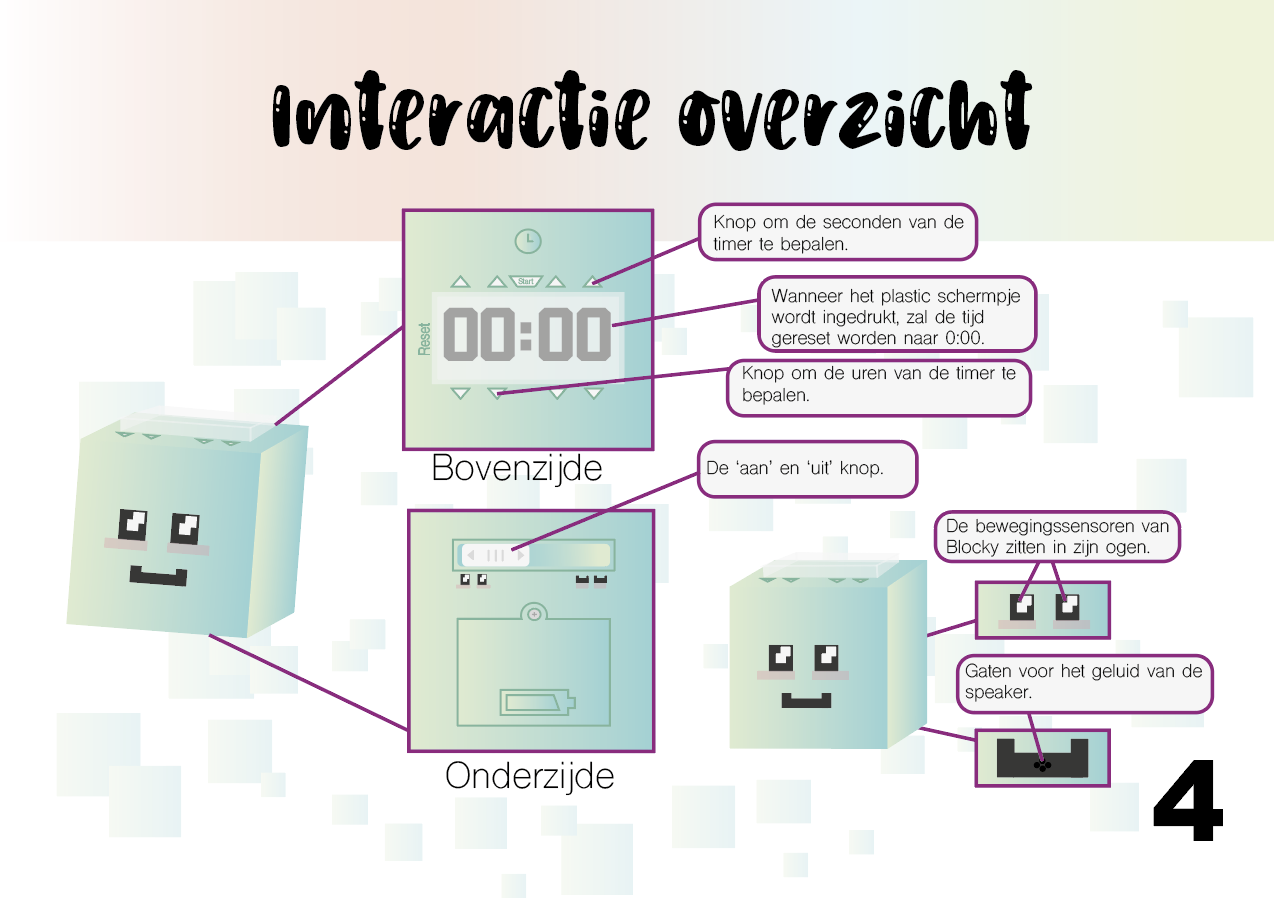 Interactie overzicht
Knop om de seconden van de
timer te bepalen.
Start
Wanneer het plastic schermpje
wordt ingedrukt, zal de tijd
gereset worden naar 0:00.
Reset
00:00
Knop om de uren van de timer te
bepalen.
Bovenzijde
De ‘aan’ en ‘uit’ knop.
De bewegingssensoren van
Blocky zitten in zijn ogen.
Gaten voor het geluid van de
speaker.
Onderzijde
4